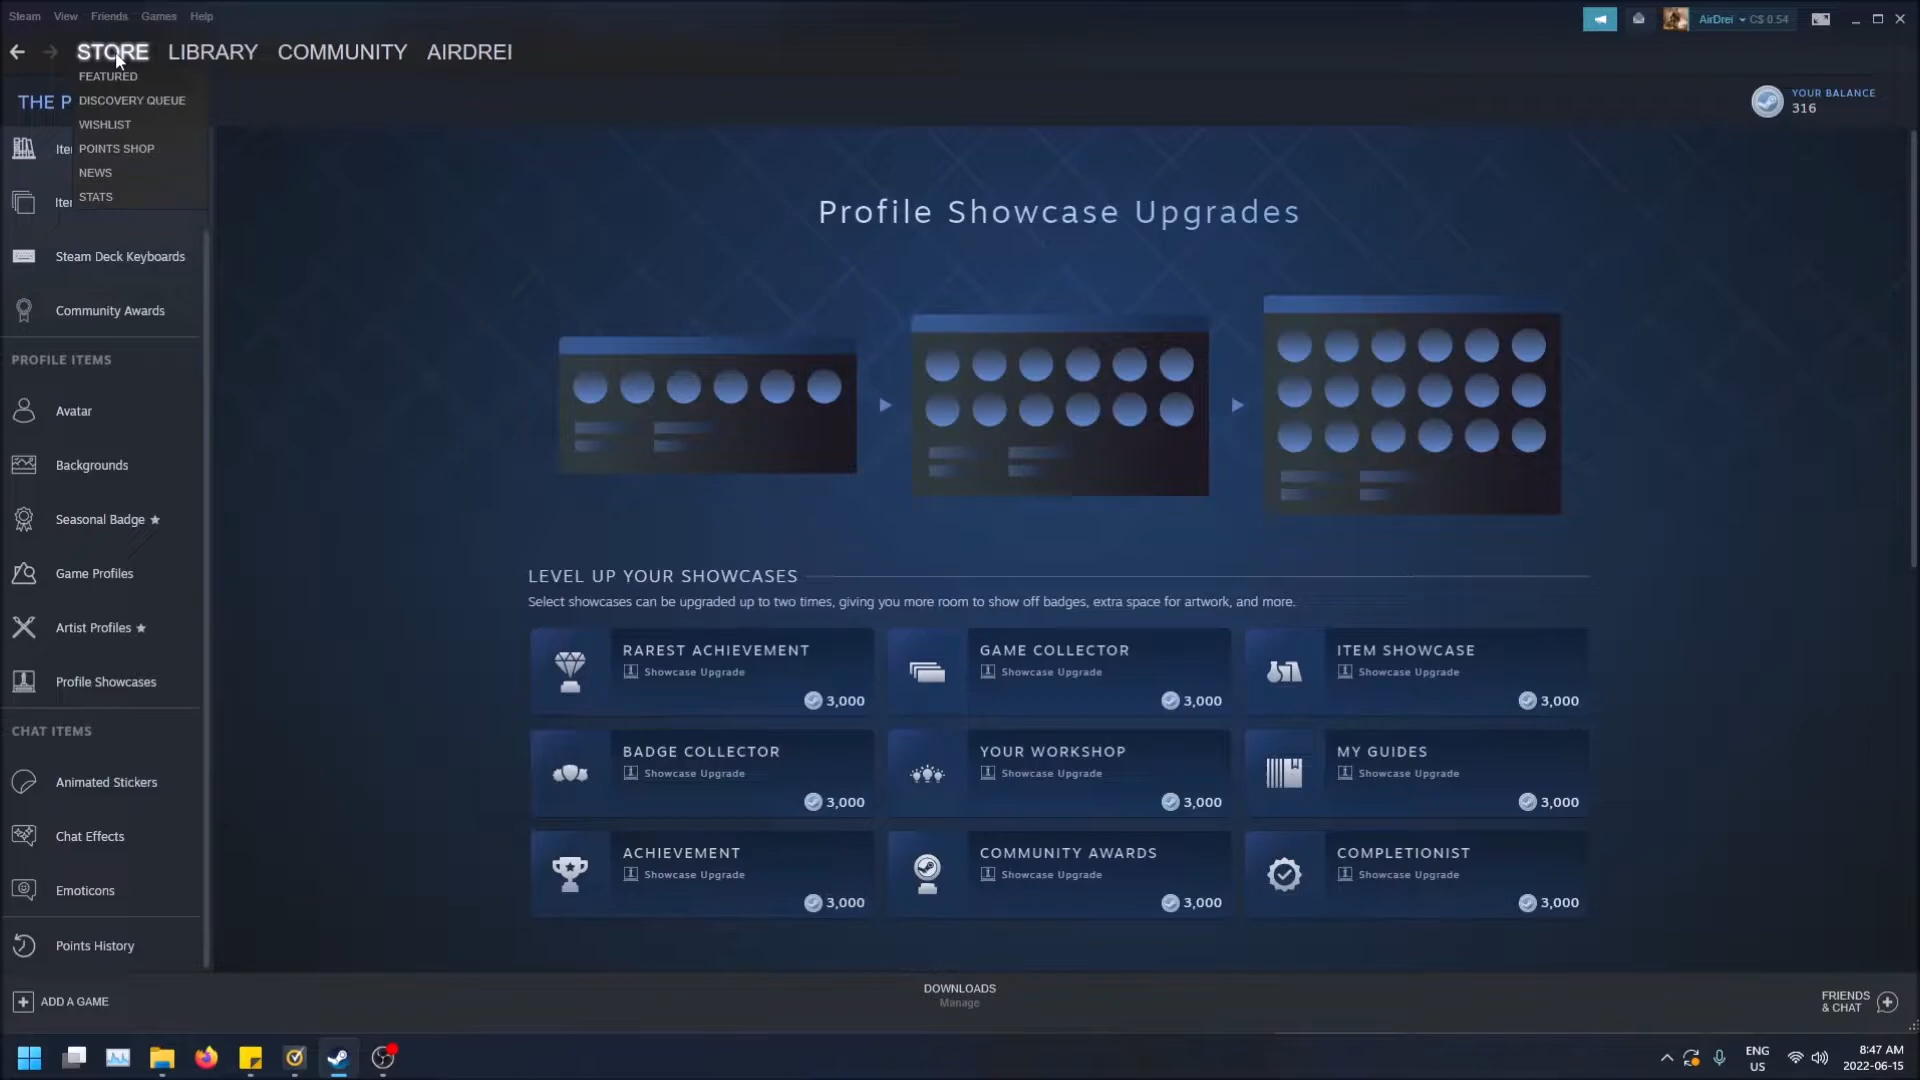 Steam View Friends Games Help
AirDrei C$ 0.54
STORE LIBRARY COMMUNITY AIRDREI
FEATURED
DISCOVERY QUEUE
WISHLIST
POINTS SHOP
NEWS
STATS
THE P
YOUR BALANCE
316
Ite
Ite
Steam Deck Keyboards
Community Awards
PROFILE ITEMS
Avatar
Backgrounds
Seasonal Badge ★
Game Profiles
Artist Profiles ★
Profile Showcases
CHAT ITEMS
Animated Stickers
Chat Effects
Emoticons
Points History
Profile Showcase Upgrades
LEVEL UP YOUR SHOWCASES
Select showcases can be upgraded up to two times, giving you more room to show off badges, extra space for artwork, and more.
RAREST ACHIEVEMENT
Showcase Upgrade
3,000
GAME COLLECTOR
Showcase Upgrade
3,000
ITEM SHOWCASE
Showcase Upgrade
3,000
BADGE COLLECTOR
Showcase Upgrade
3,000
YOUR WORKSHOP
Showcase Upgrade
3,000
MY GUIDES
Showcase Upgrade
3,000
ACHIEVEMENT
Showcase Upgrade
3,000
COMMUNITY AWARDS
Showcase Upgrade
3,000
COMPLETIONIST
Showcase Upgrade
3,000
ADD A GAME
DOWNLOADS
Manage
FRIENDS
& CHAT
ENG
US
8:47 AM
2022-06-15